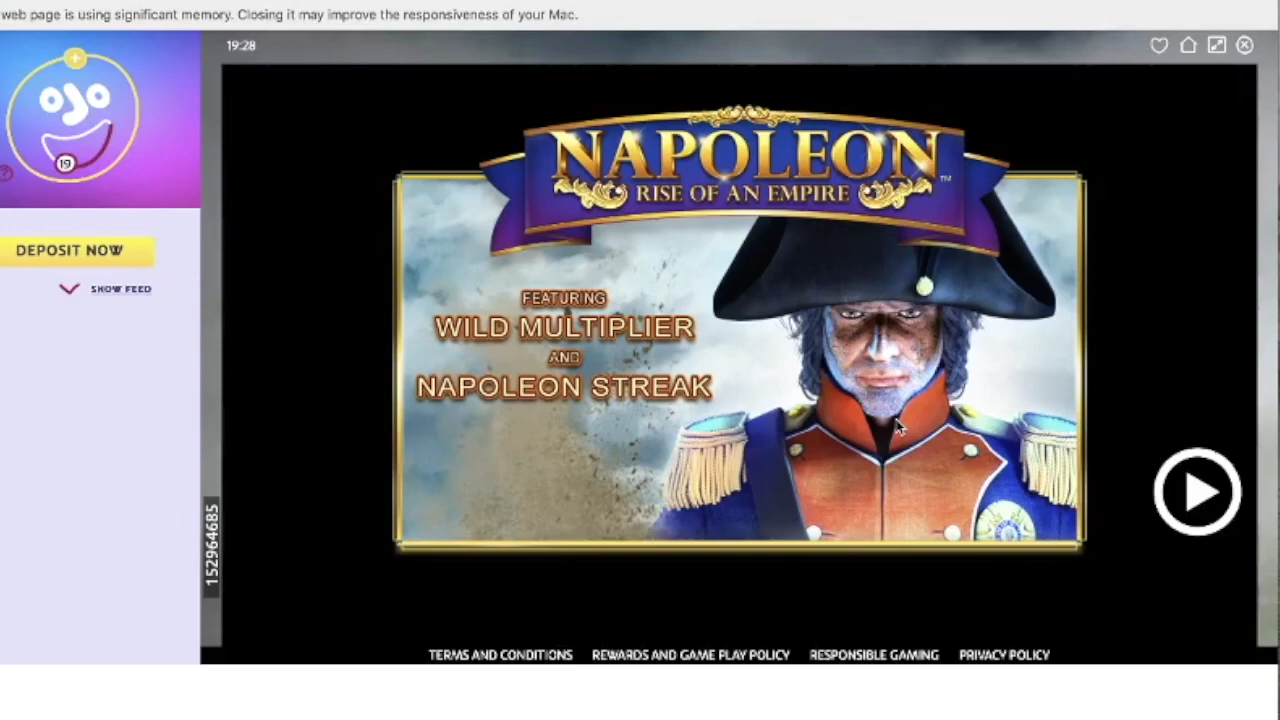 web page is using significant memory. Closing it may improve the responsiveness of your Mac.
19:28
OJO
19
DEPOSIT NOW
SHOW FEED
NAPOLEON
RISE OF AN EMPIRE™
FEATURING
WILD MULTIPLIER
AND
NAPOLEON STREAK
152964685
TERMS AND CONDITIONS REWARDS AND GAME PLAY POLICY RESPONSIBLE GAMING PRIVACY POLICY